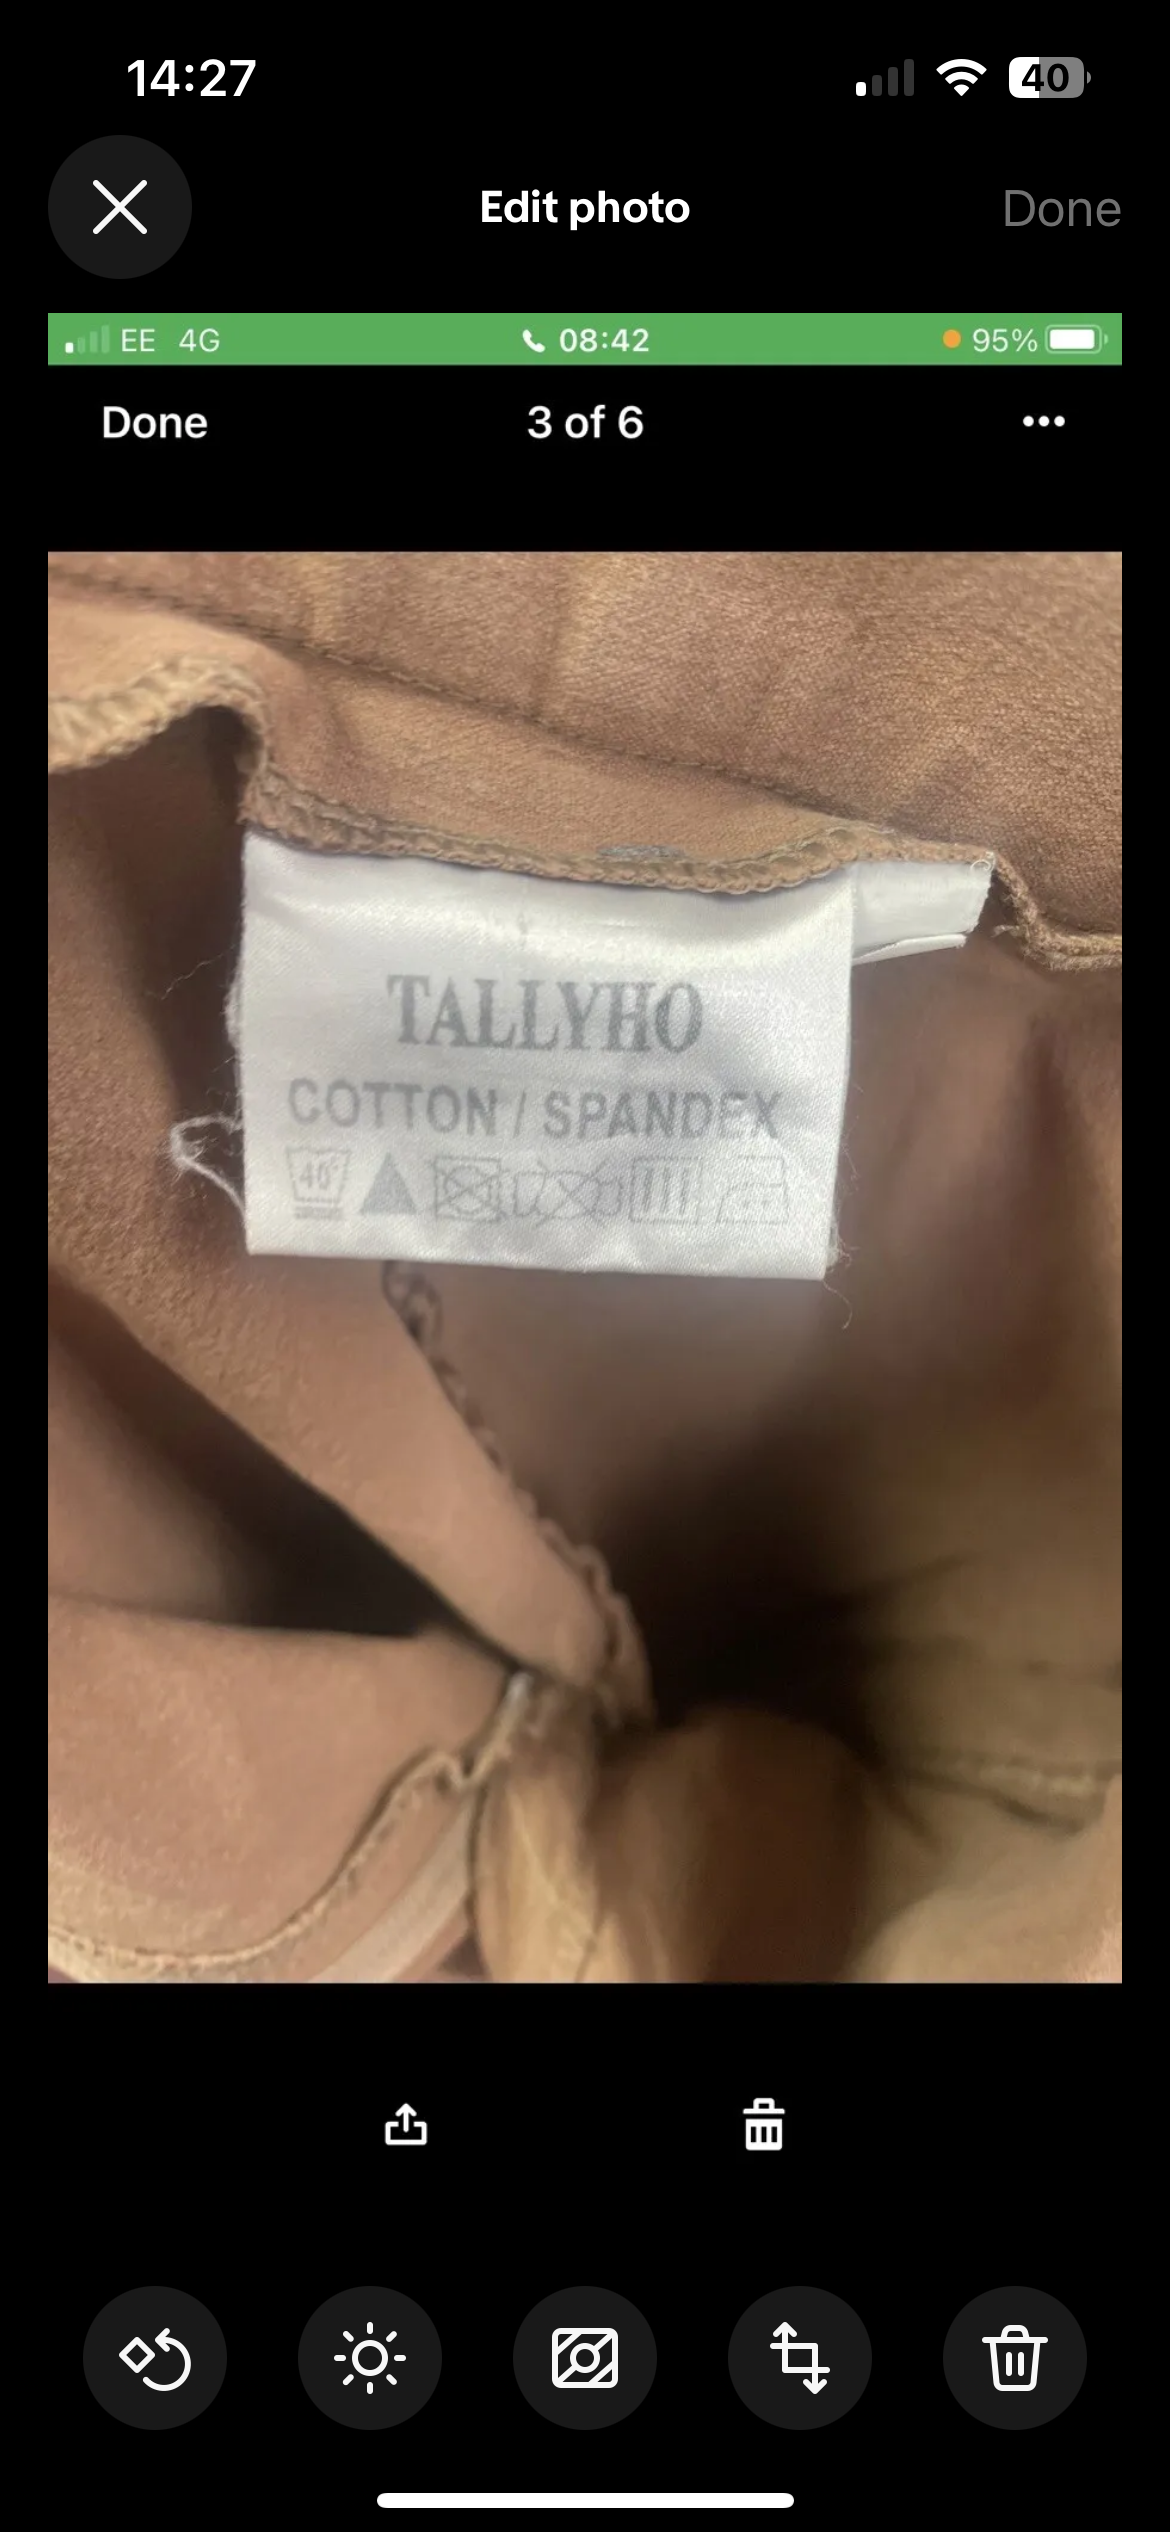 14:27
40
Edit photo
Done
EE 4G
08:42
95%
Done
3 of 6
TALLYHO
COTTON / SPANDEX
40°